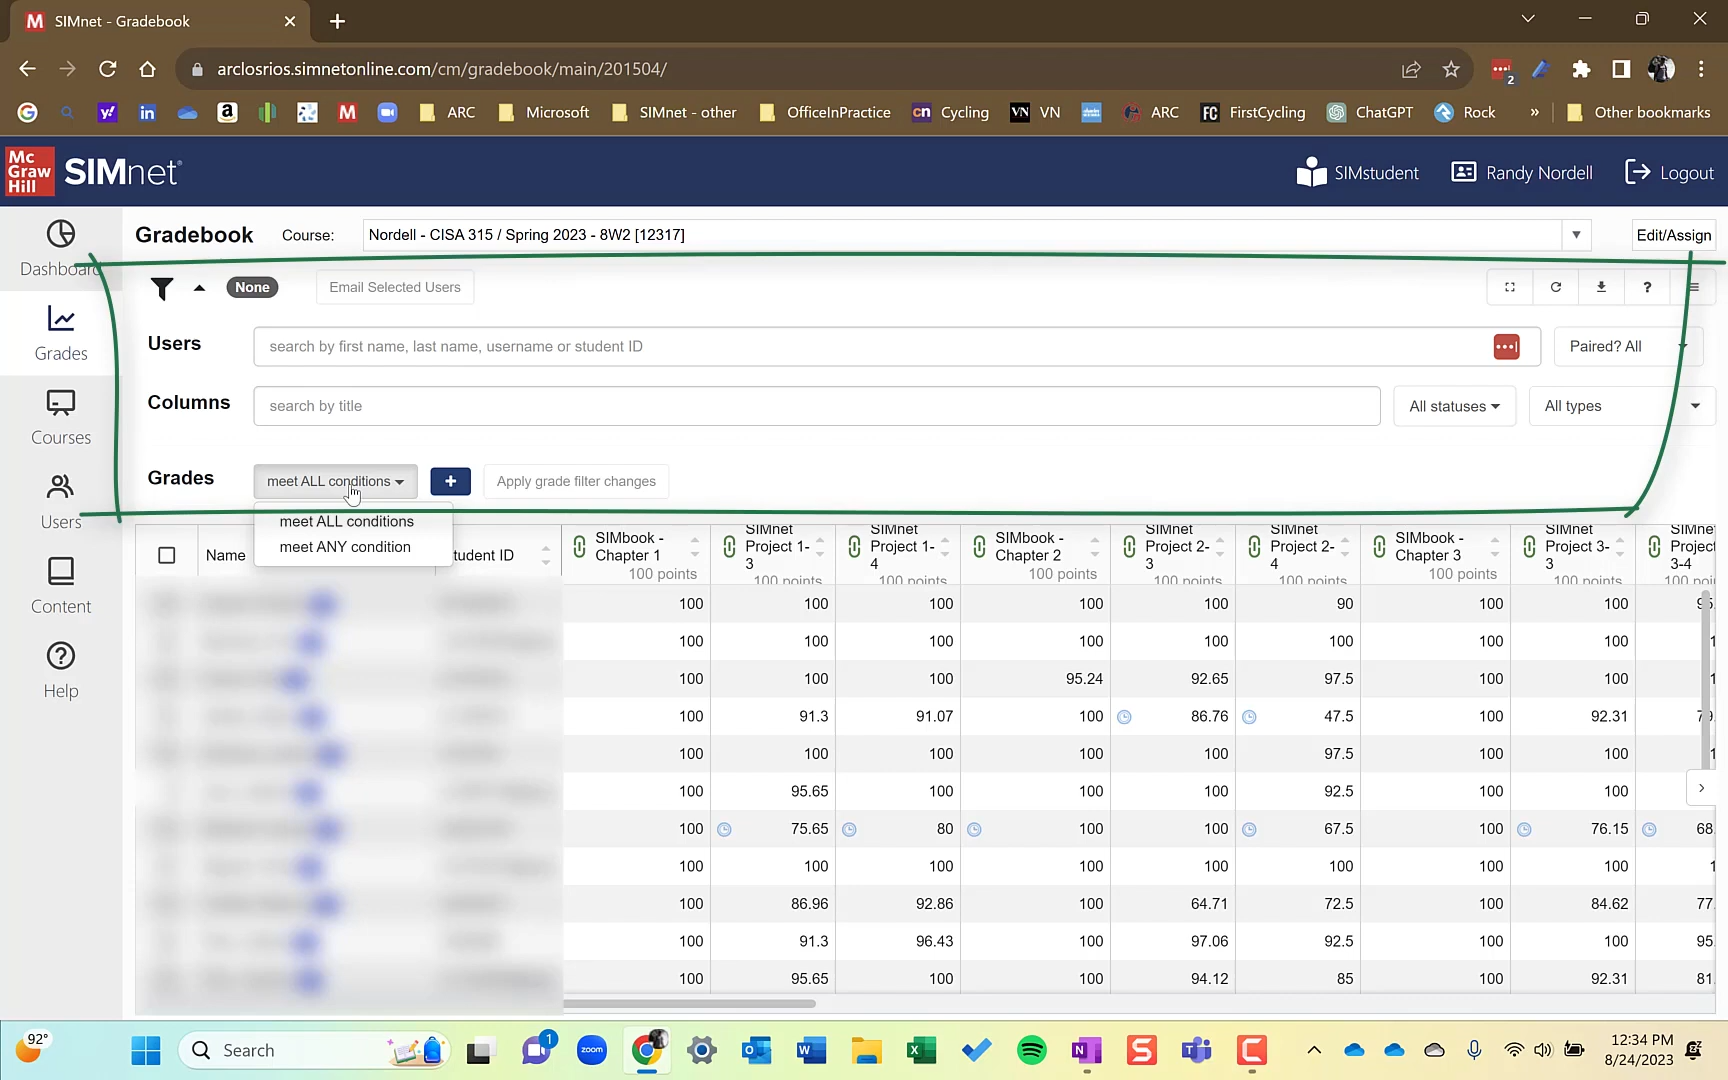 SIMnet - Gradebook
arclosrios.simnetonline.com/cm/gradebook/main/201504/
2
ARC Microsoft SIMnet - other OfficeInPractice Cycling VN ARC FirstCycling ChatGPT Rock » Other bookmarks
Mc Graw Hill SIMnet SIMstudent Randy Nordell Logout
Dashboard
Grades
Courses
Users
Content
Help
Gradebook Course: Nordell - CISA 315 / Spring 2023 - 8W2 [12317] Edit/Assign
None Email Selected Users
Users search by first name, last name, username or student ID Paired? All
Columns search by title All statuses All types
Grades meet ALL conditions + Apply grade filter changes
meet ALL conditions
meet ANY condition
Name tudent ID
SIMbook - Chapter 1 100 points
SIMnet Project 1-3 100 points
SIMnet Project 1-4 100 points
SIMbook - Chapter 2 100 points
SIMnet Project 2-3 100 points
SIMnet Project 2-4 100 points
SIMbook - Chapter 3 100 points
SIMnet Project 3-3 100 points
SIMnet Project 3-4
100 100 100 100 100 90 100 100
100 100 100 100 100 100 100 100
100 100 100 95.24 92.65 97.5 100 100
100 91.3 91.07 100 86.76 47.5 100 92.31
100 100 100 100 100 97.5 100 100
100 95.65 100 100 100 92.5 100 100
100 75.65 80 100 100 67.5 100 76.15 68.
100 100 100 100 100 100 100 100
100 86.96 92.86 100 64.71 72.5 100 84.62 77.
100 91.3 96.43 100 97.06 92.5 100 100 95.
100 95.65 100 100 94.12 85 100 92.31 81.
92°
Search
1
zoom
12:34 PM
8/24/2023